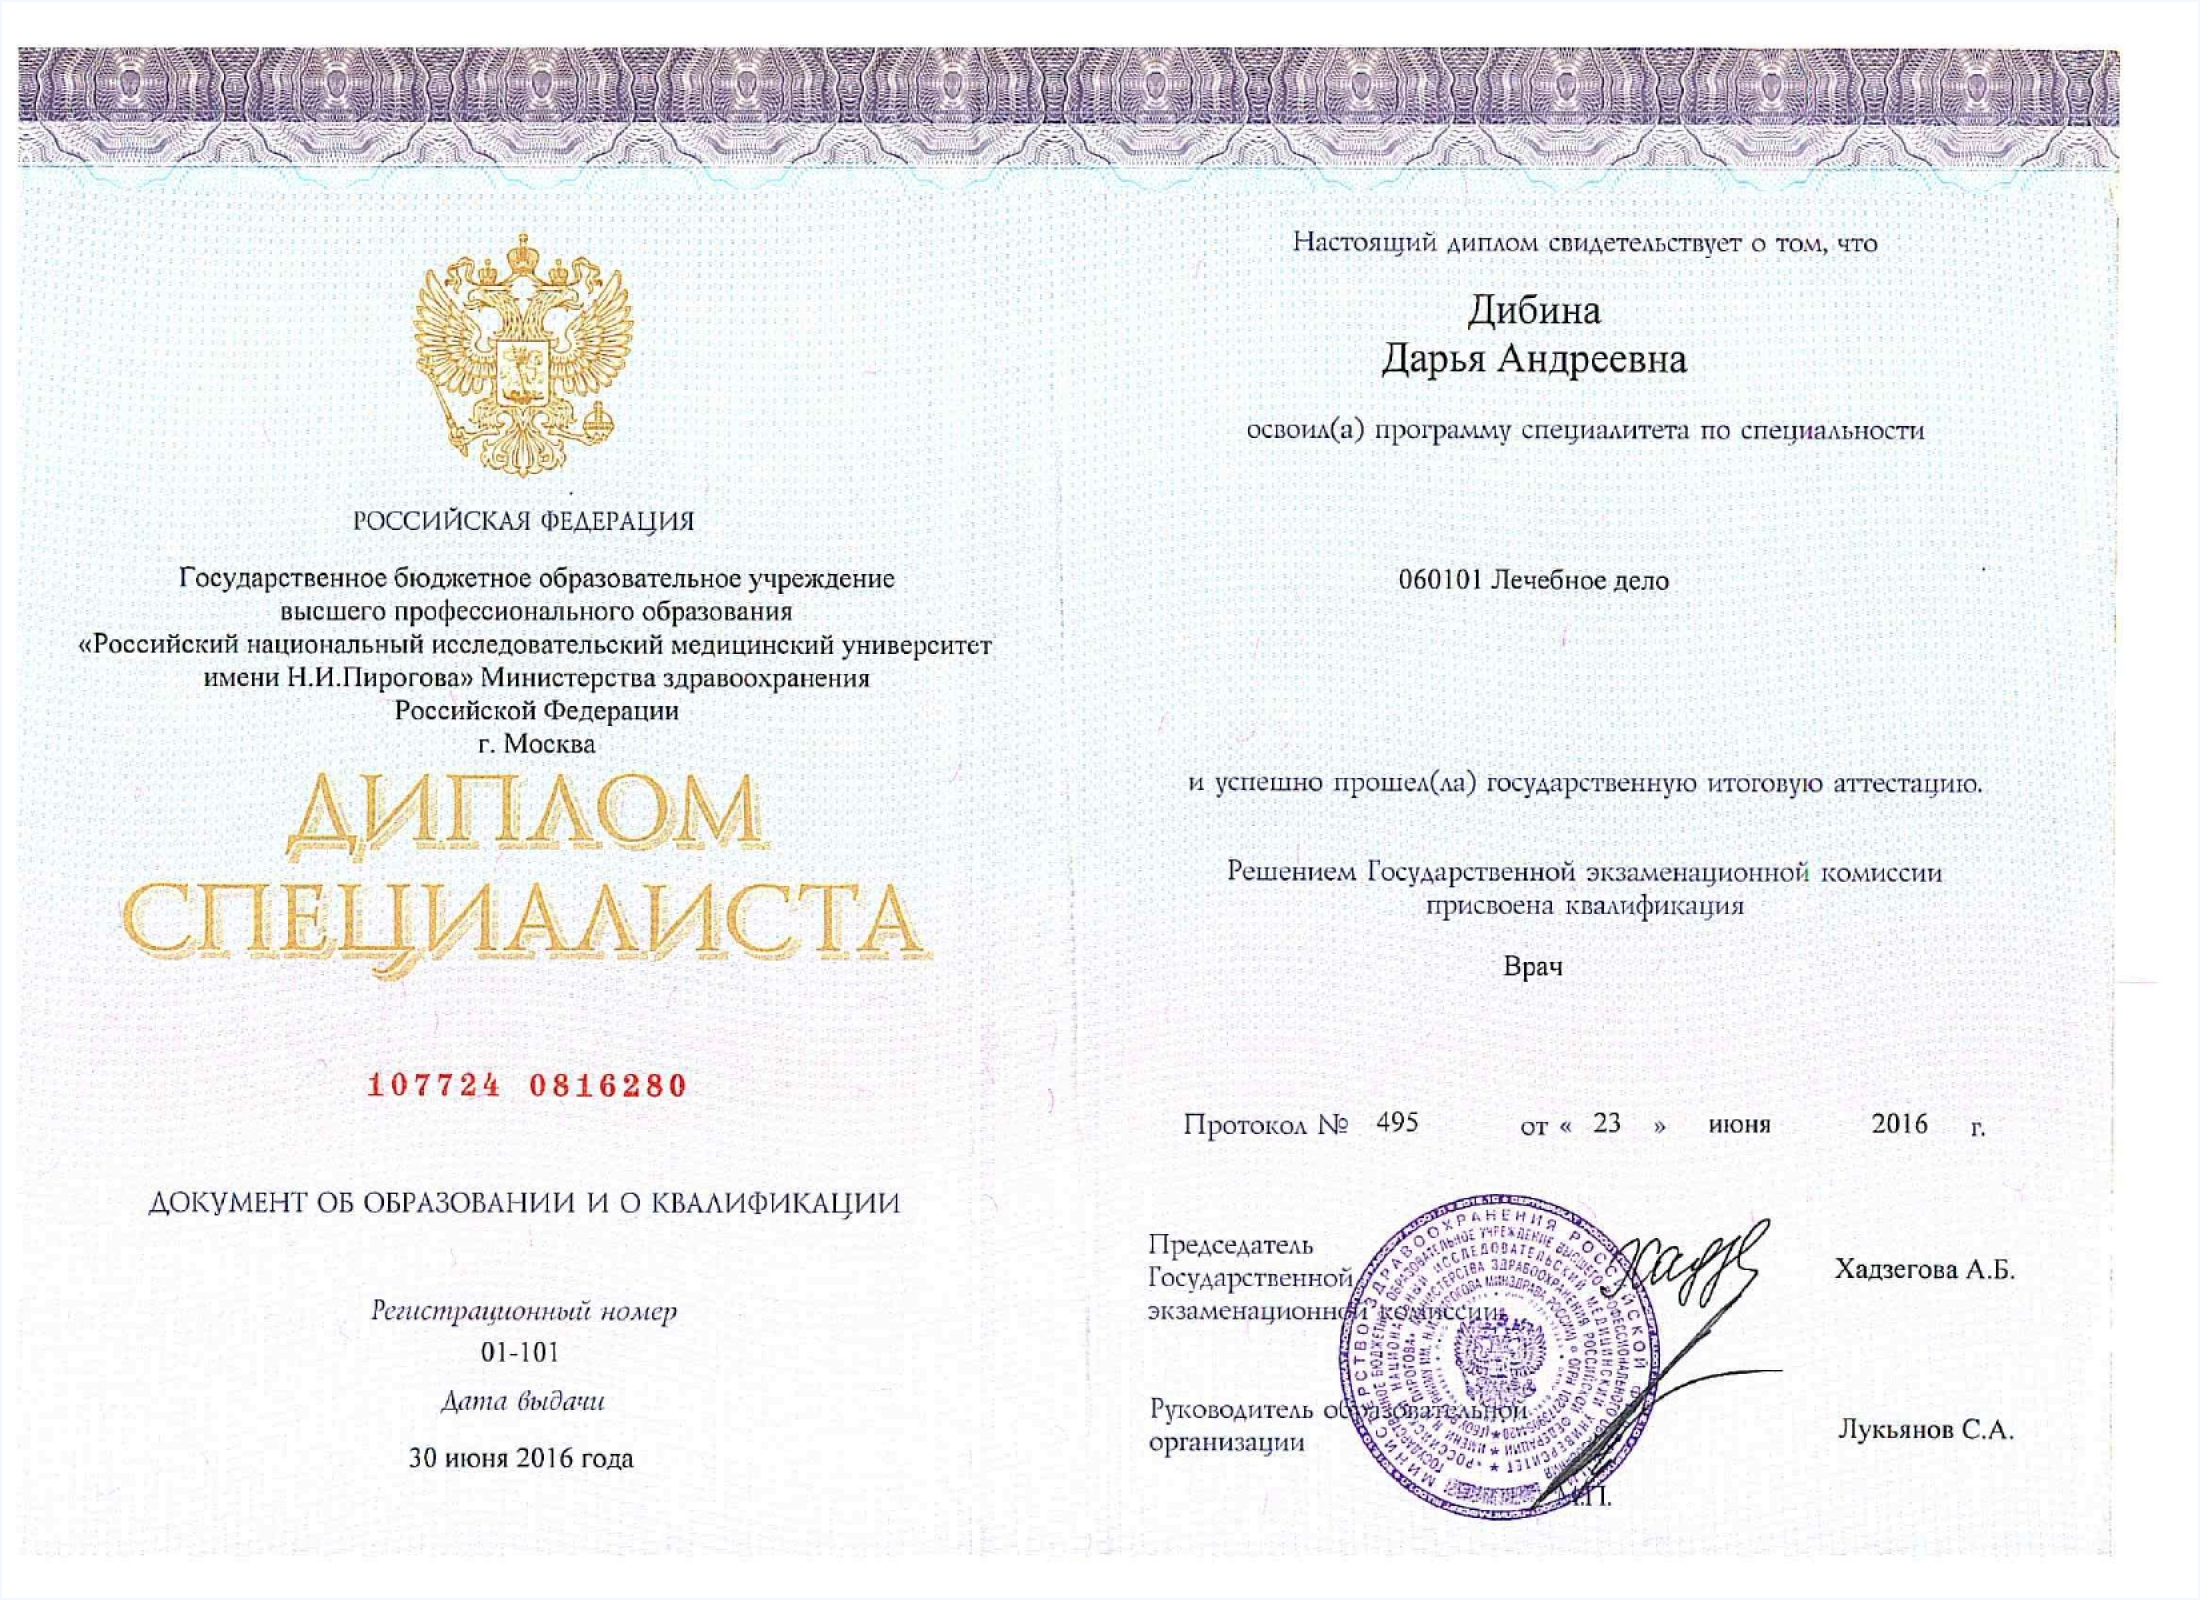 РОССИЙСКАЯ ФЕДЕРАЦИЯ
Государственное бюджетное образовательное учреждение
высшего профессионального образования
«Российский национальный исследовательский медицинский университет
имени Н.И.Пирогова» Министерства здравоохранения
Российской Федерации
г. Москва
ДИПЛОМ
СПЕЦИАЛИСТА
107724 0816280
ДОКУМЕНТ ОБ ОБРАЗОВАНИИ И О КВАЛИФИКАЦИИ
Регистрационный номер
01-101
Дата выдачи
30 июня 2016 года
Настоящий диплом свидетельствует о том, что
Дибина
Дарья Андреевна
освоил(а) программу специалитета по специальности
060101 Лечебное дело
и успешно прошел(ла) государственную итоговую аттестацию.
Решением Государственной экзаменационной комиссии
присвоена квалификация
Врач
Протокол № 495 от « 23 » июня 2016 г.
Председатель
Государственной
экзаменационной комиссии
Хадзегова А.Б.
Руководитель образовательной
организации
Лукьянов С.А.
М.П.